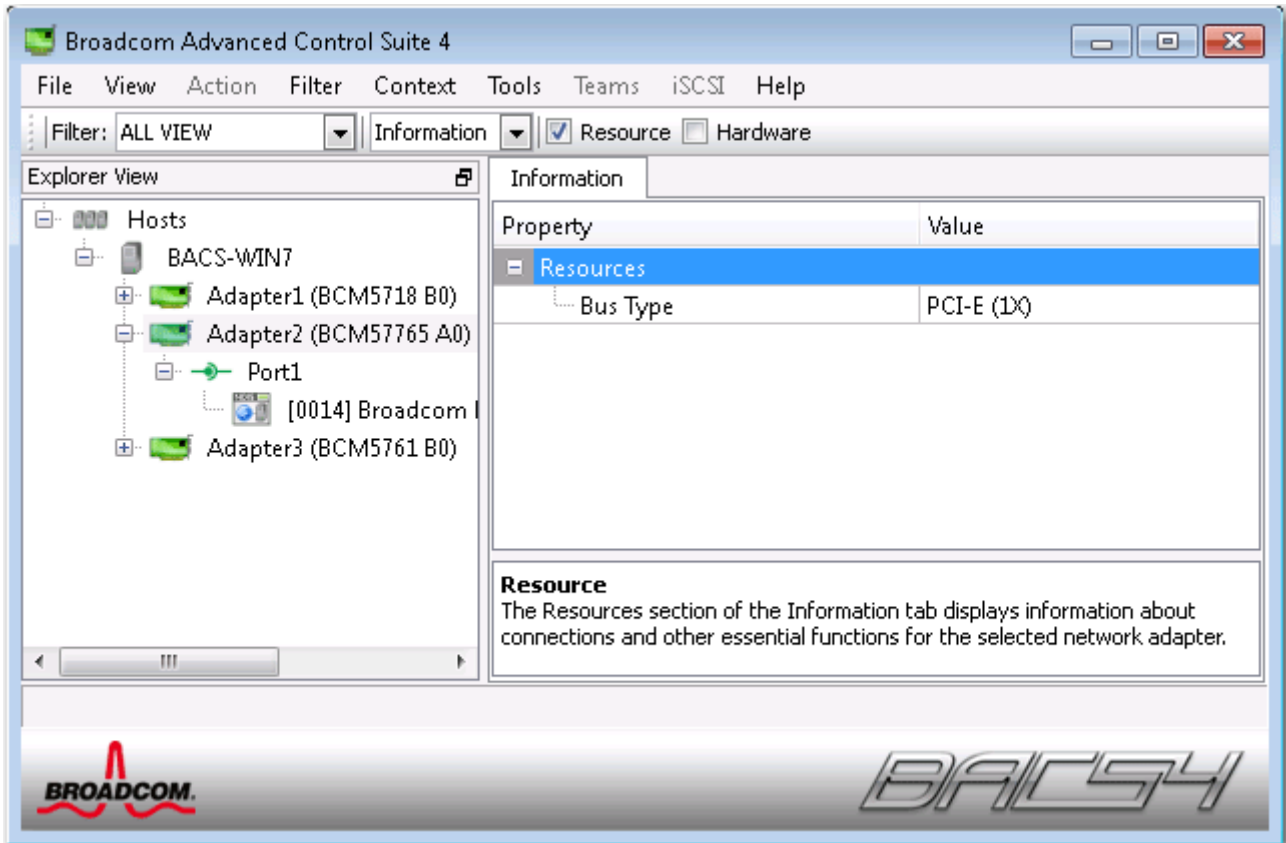 Broadcom Advanced Control Suite 4
File View Action Filter Context Tools Teams iSCSI Help
Filter: ALL VIEW Information Resource Hardware
Explorer View
Information
Hosts
BACS-WIN7
Adapter1 (BCM5718 B0)
Adapter2 (BCM57765 A0)
Port1
[0014] Broadcom
Adapter3 (BCM5761 B0)
Property Value
Resources
Bus Type PCI-E (1X)
Resource
The Resources section of the Information tab displays information about
connections and other essential functions for the selected network adapter.
BROADCOM.
BACS4